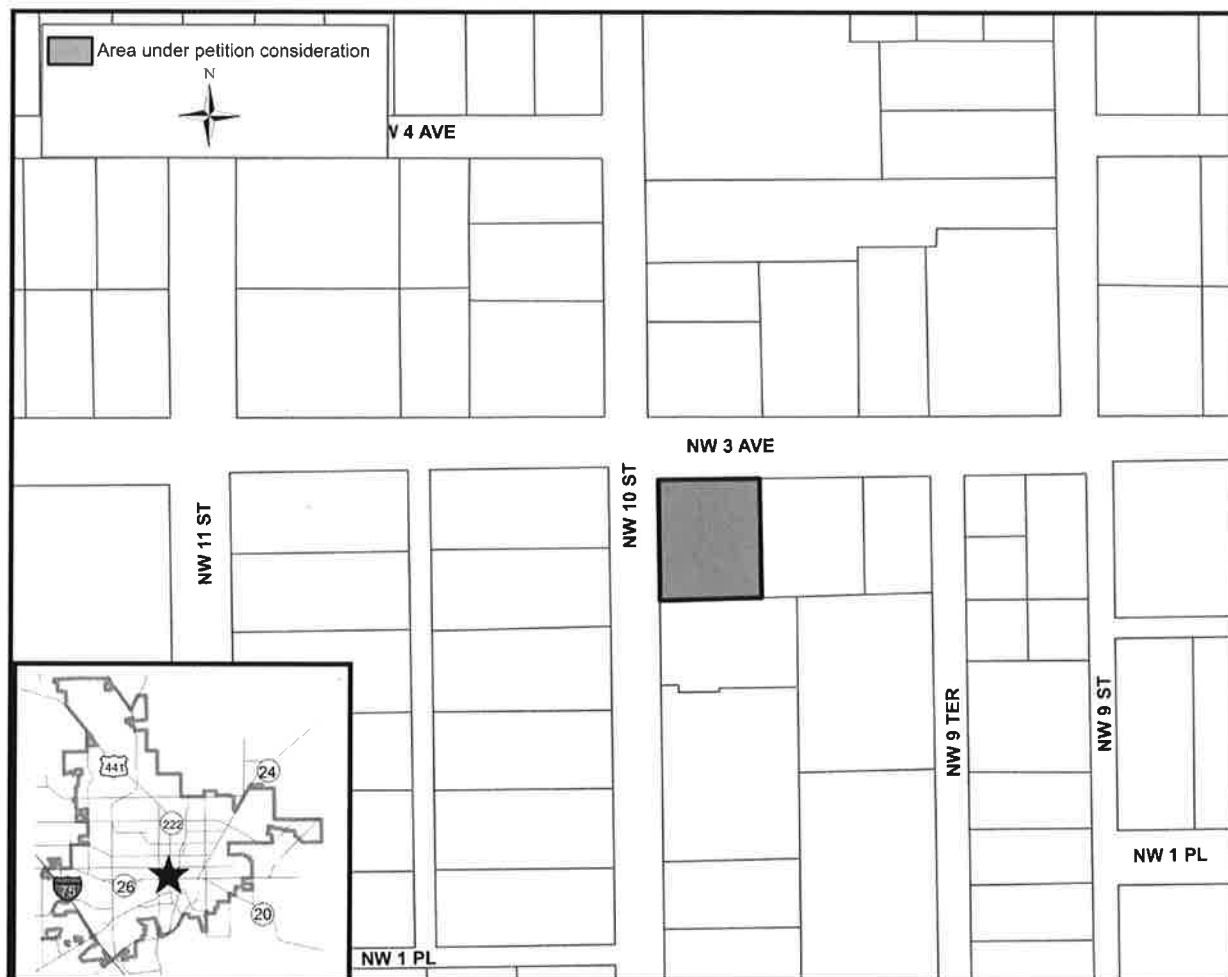 Area under petition consideration
N
W 4 AVE
NW 3 AVE
NW 10 ST
NW 11 ST
NW 9 TER
NW 9 ST
NW 1 PL
441
24
222
75
26
20
NW 1 PL